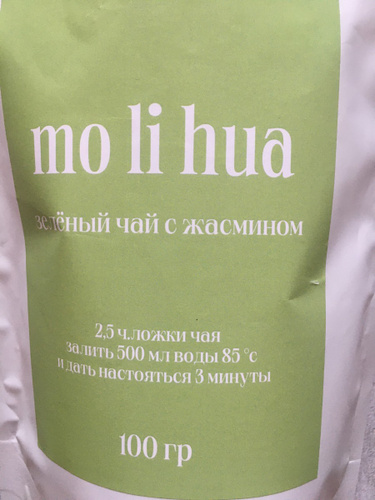 mo li hua
зелёный чай с жасмином
2,5 ч.ложки чая
залить 500 мл воды 85 °c
и дать настояться 3 минуты
100 гр